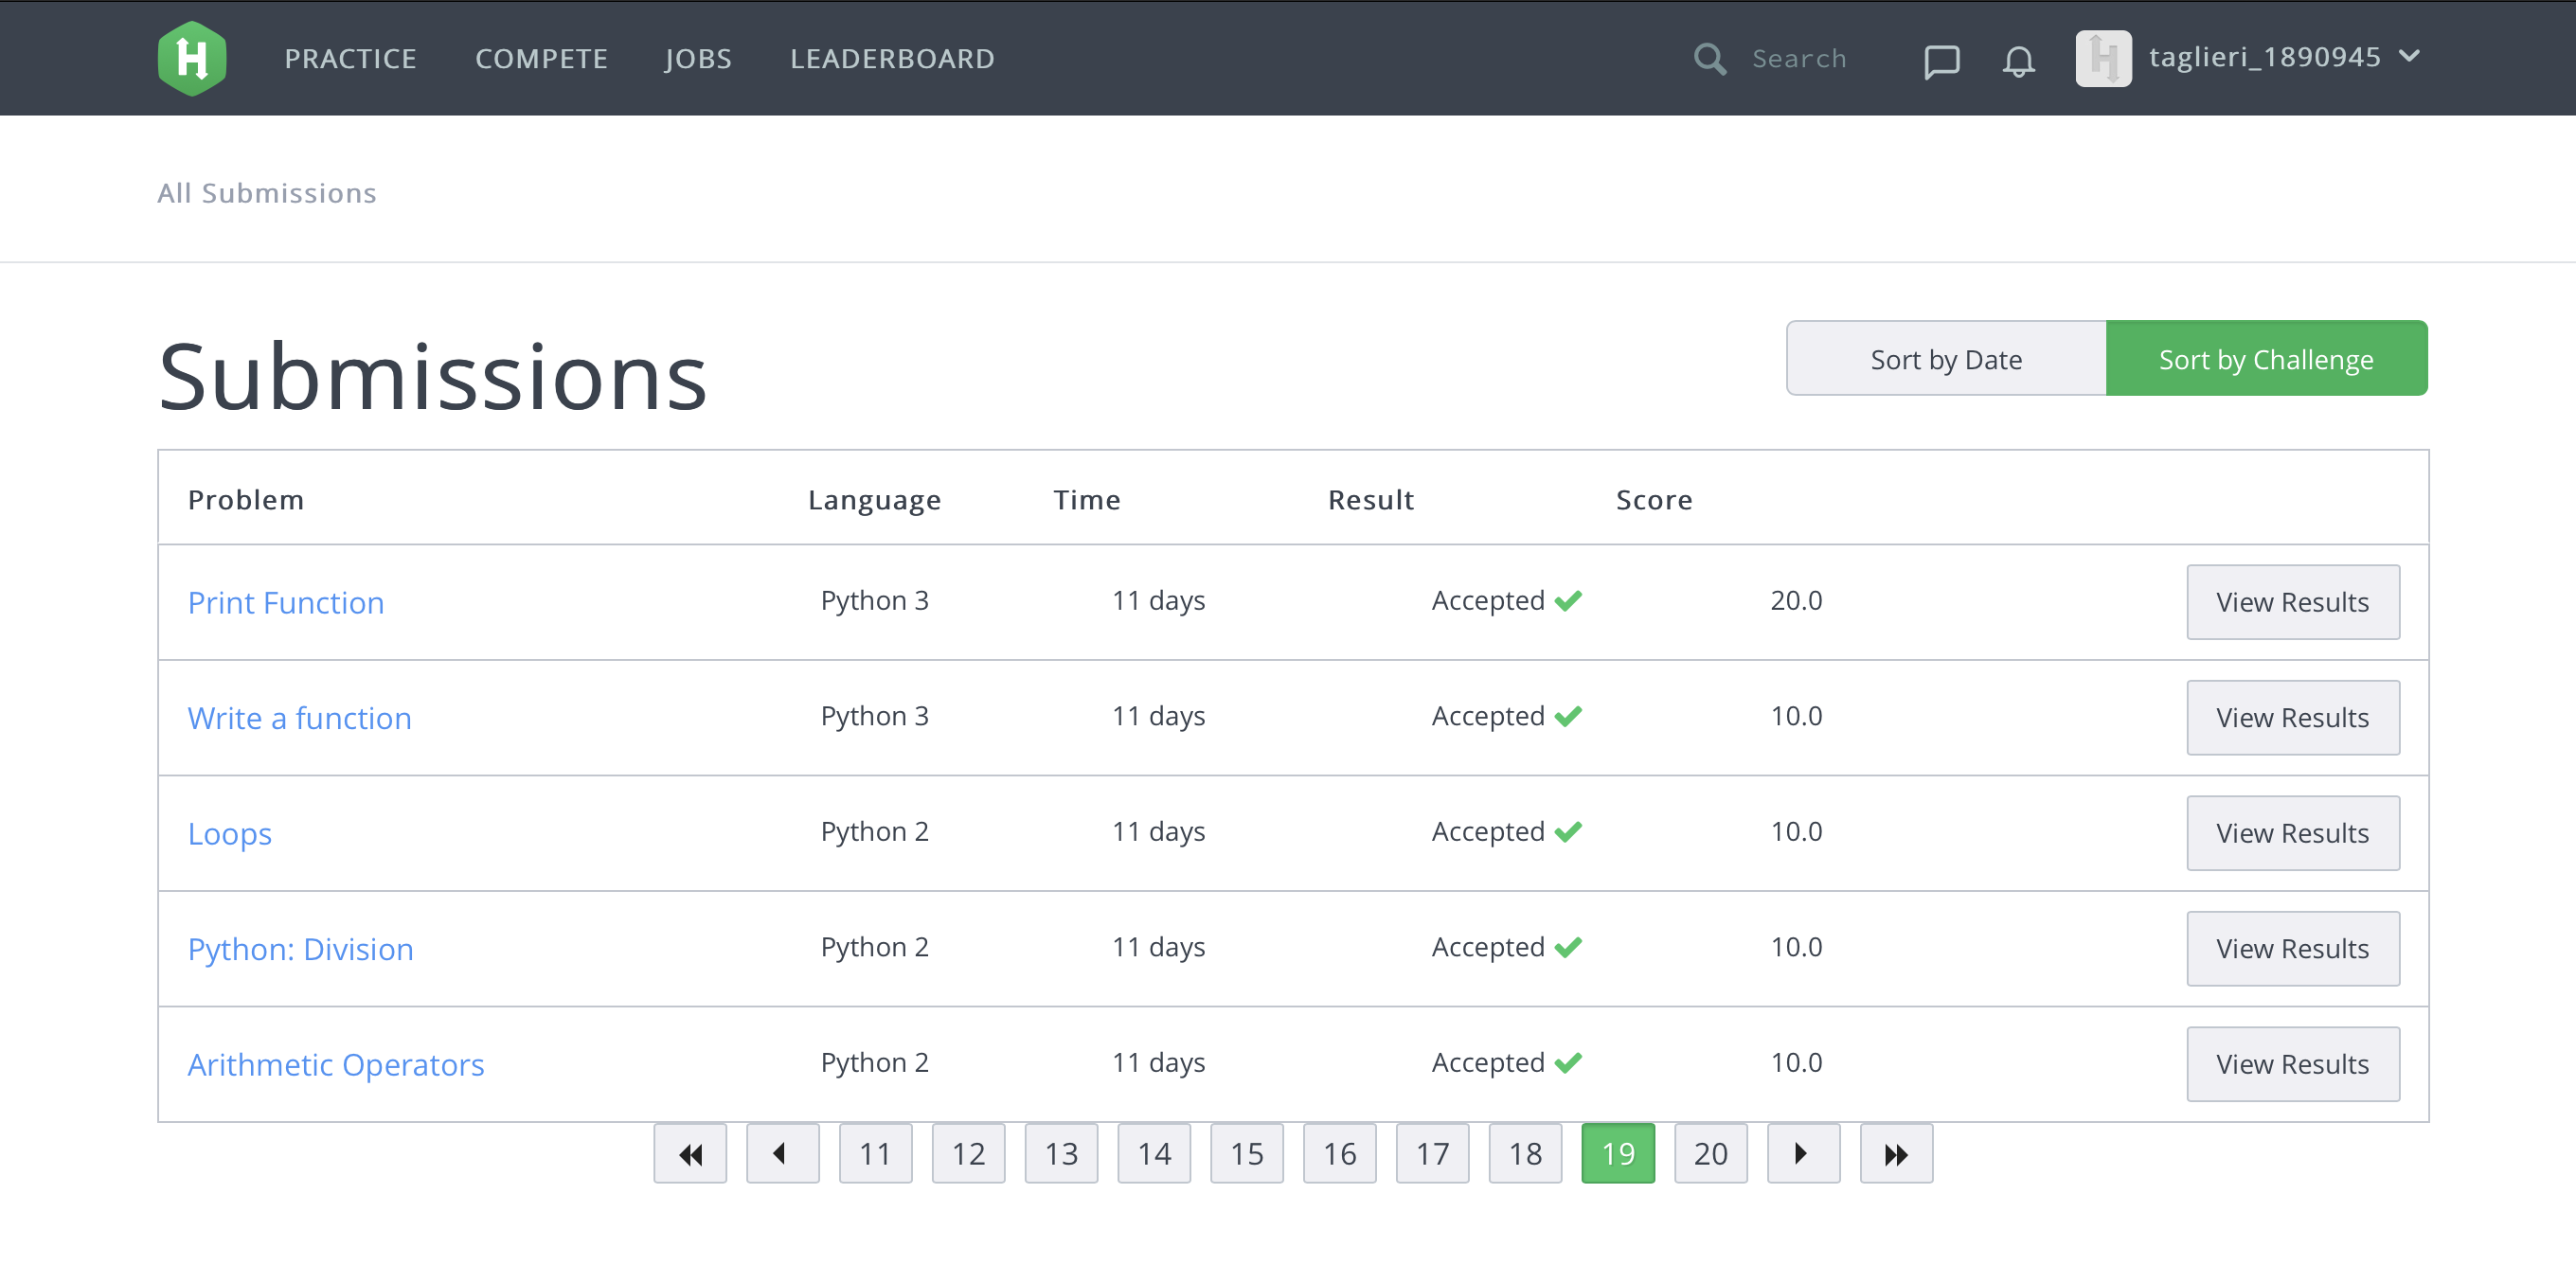 H PRACTICE COMPETE JOBS LEADERBOARD Search H taglieri_1890945
All Submissions
Submissions
Sort by Date Sort by Challenge
Problem Language Time Result Score
Print Function Python 3 11 days Accepted 20.0 View Results
Write a function Python 3 11 days Accepted 10.0 View Results
Loops Python 2 11 days Accepted 10.0 View Results
Python: Division Python 2 11 days Accepted 10.0 View Results
Arithmetic Operators Python 2 11 days Accepted 10.0 View Results
11 12 13 14 15 16 17 18 19 20